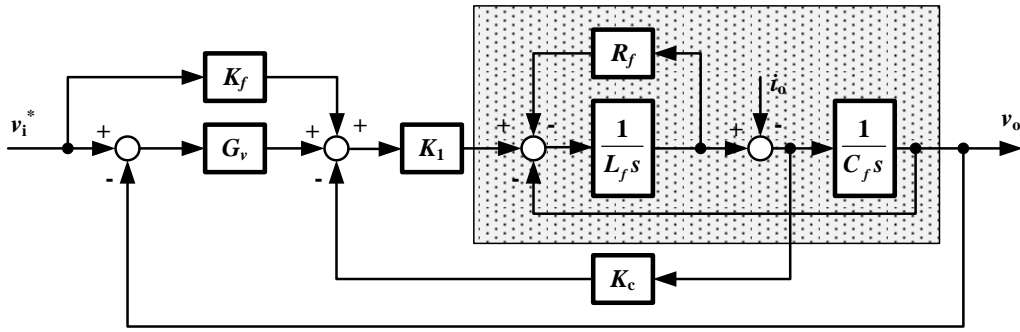 R_f
K_f
i_o
v_i^*
+
-
+
+
+
-
+
-
1
L_f s
1
C_f s
v_o
G_v
K_1
-
-
-
K_c